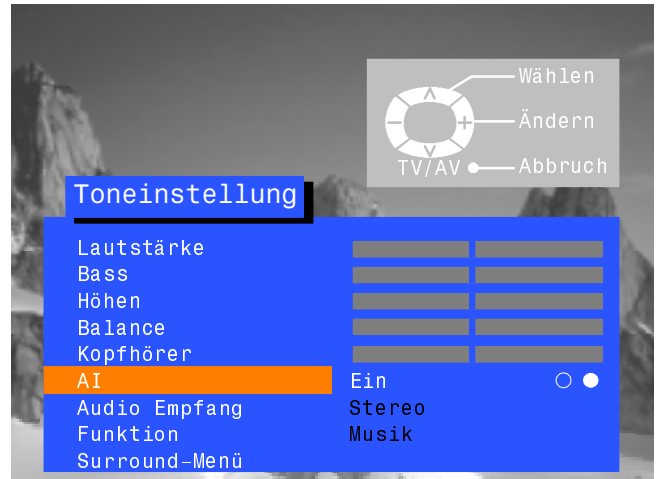 Wählen
Ändern
TV/AV Abbruch
Toneinstellung
Lautstärke
Bass
Höhen
Balance
Kopfhörer
AI Ein
Audio Empfang Stereo
Funktion Musik
Surround-Menü